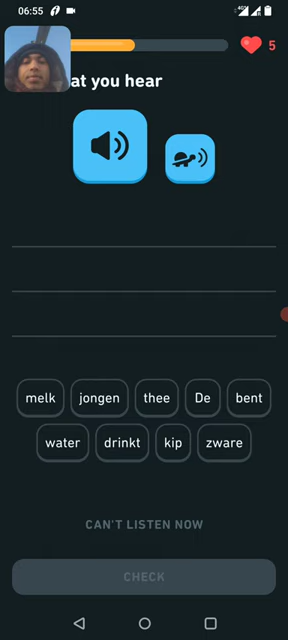 06:55
5
at you hear
melk jongen thee De bent
water drinkt kip zware
CAN'T LISTEN NOW
CHECK